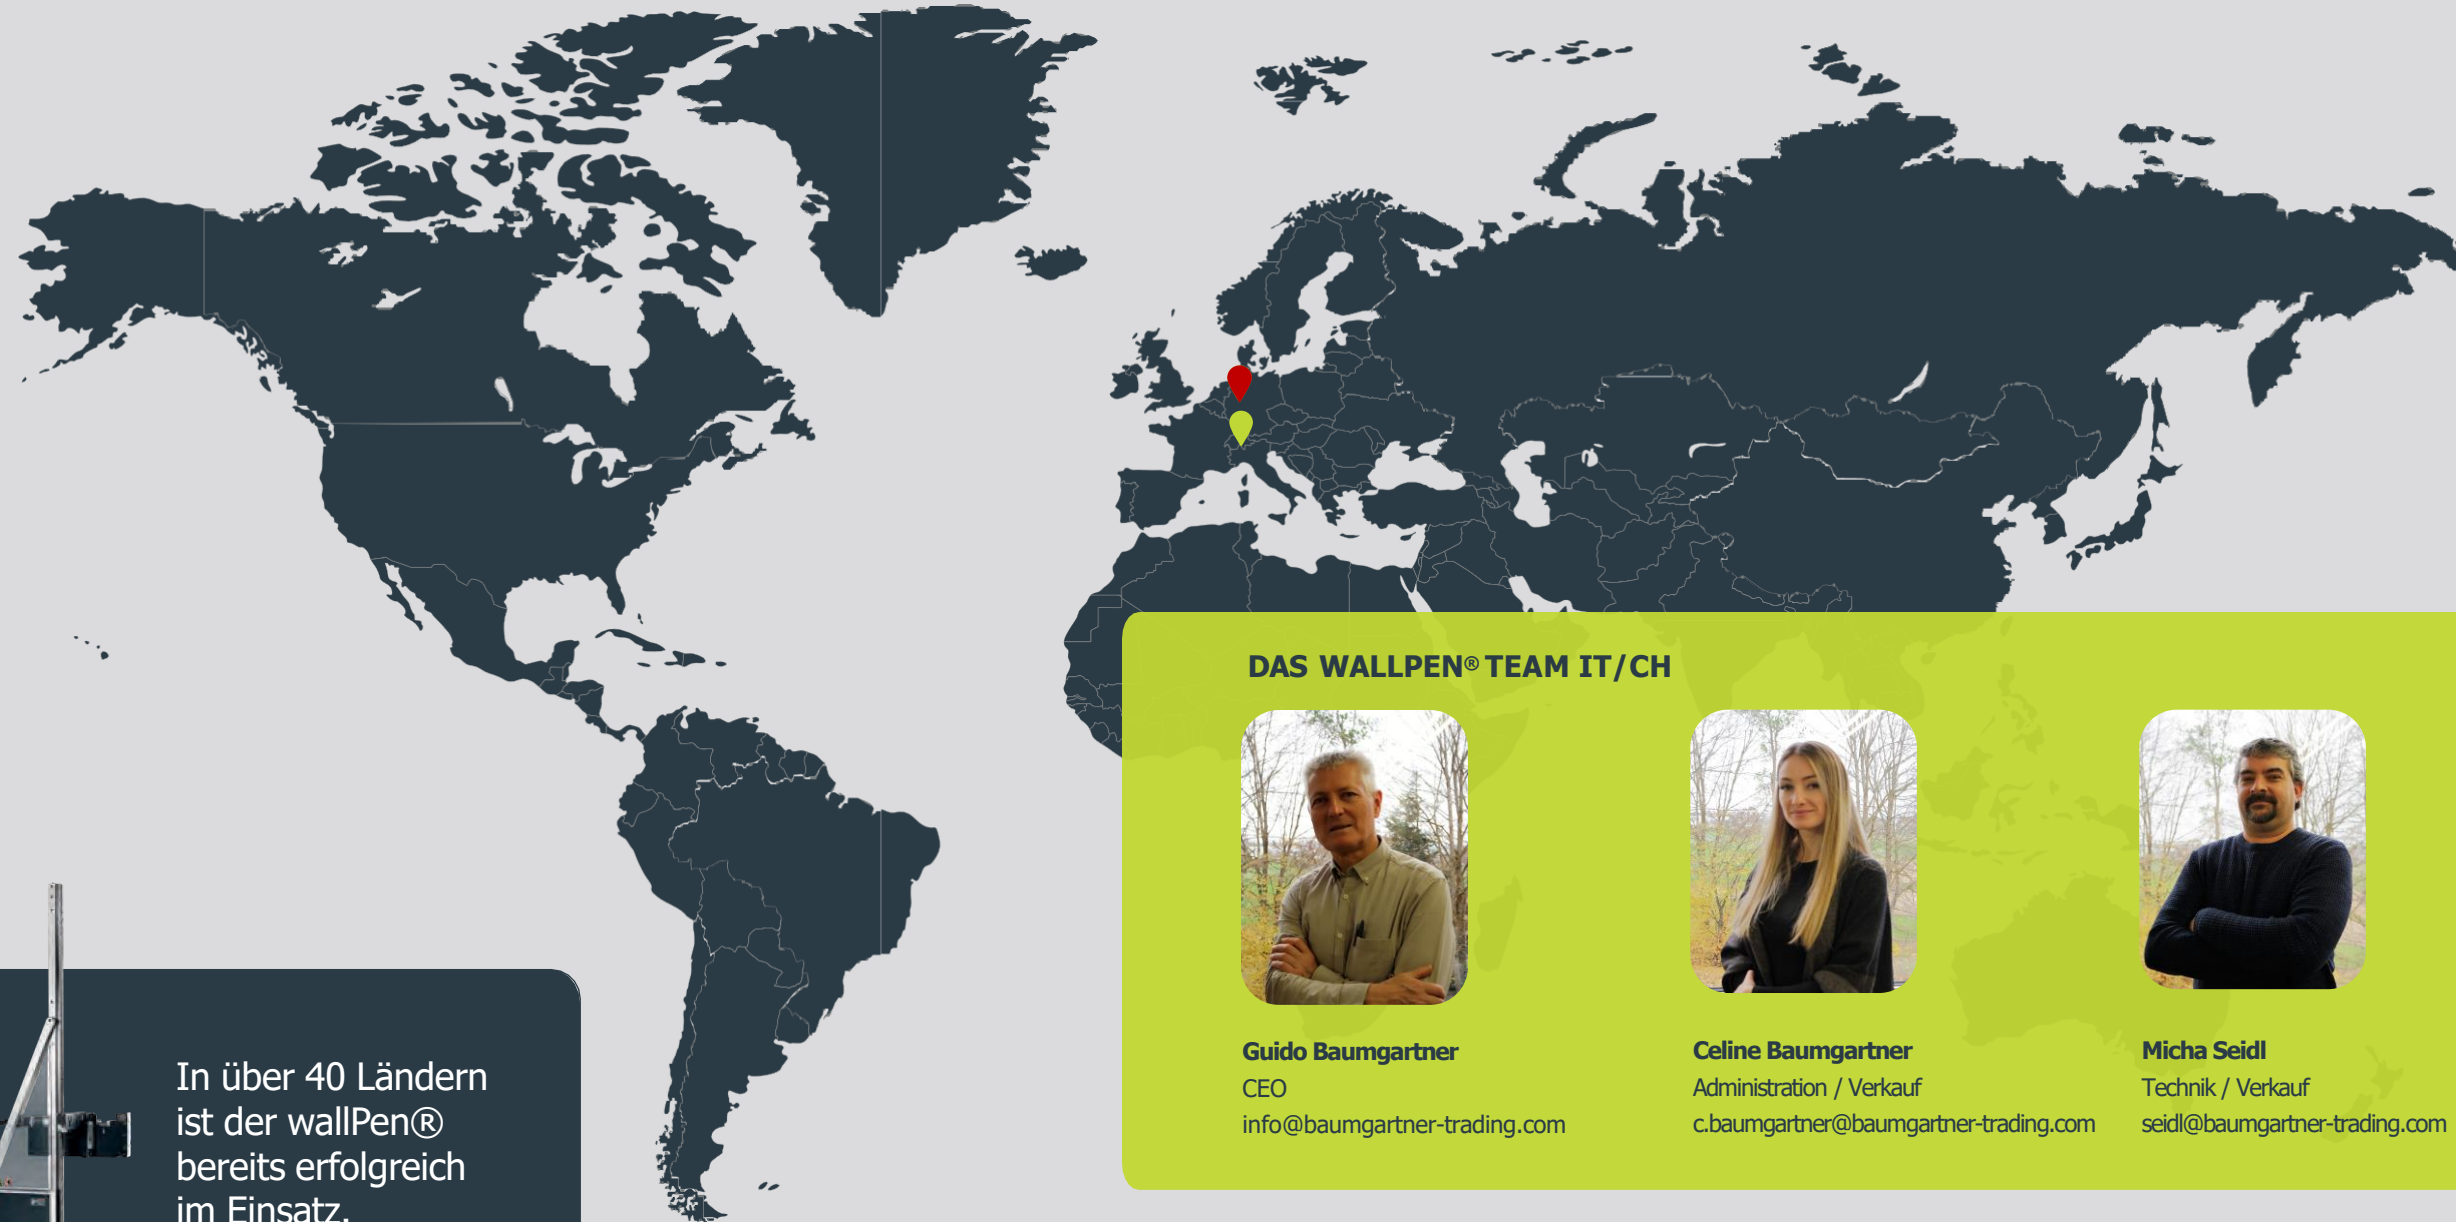 DAS WALLPEN® TEAM IT/CH
Guido Baumgartner
CEO
info@baumgartner-trading.com
Celine Baumgartner
Administration / Verkauf
c.baumgartner@baumgartner-trading.com
Micha Seidl
Technik / Verkauf
seidl@baumgartner-trading.com
In über 40 Ländern
ist der wallPen®
bereits erfolgreich
im Einsatz.